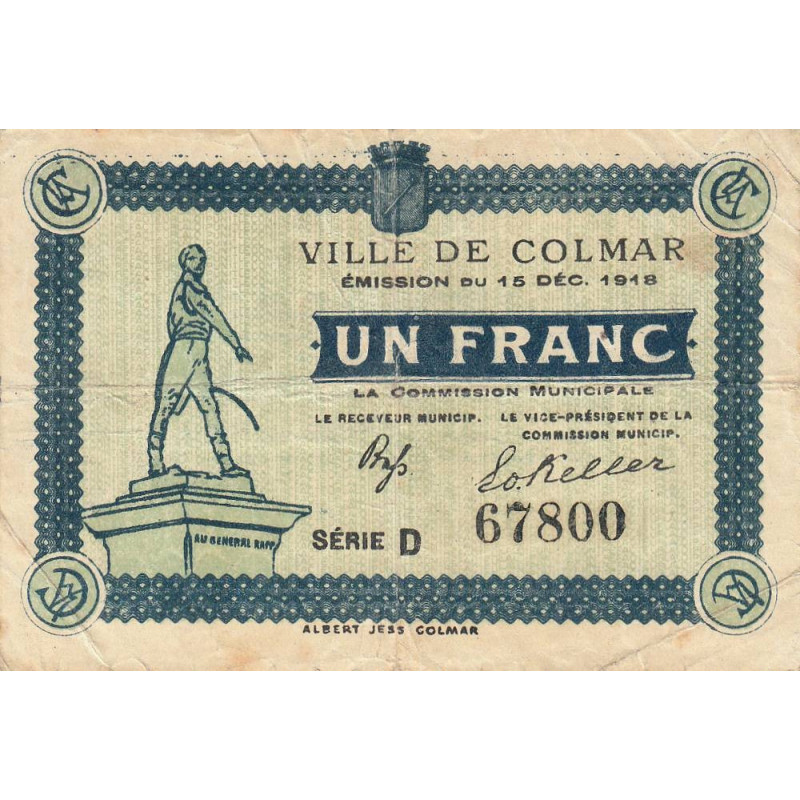 VILLE DE COLMAR
ÉMISSION DU 15 DÉC. 1918
UN FRANC
LA COMMISSION MUNICIPALE
LE RECEVEUR MUNICIP. LE VICE-PRÉSIDENT DE LA
COMMISSION MUNICIP.
Keller
SÉRIE D 67800
AU GENERAL RAPP
ALBERT JESS COLMAR